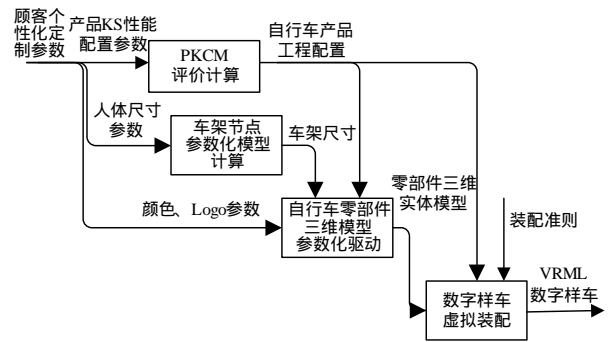 顾客个
性化定
制参数
产品KS性能
配置参数
PKCM
评价计算
自行车产品
工程配置
人体尺寸
参数
车架节点
参数化模型
计算
车架尺寸
颜色、Logo参数
自行车零部件
三维模型
参数化驱动
零部件三维
实体模型
装配准则
数字样车
虚拟装配
VRML
数字样车